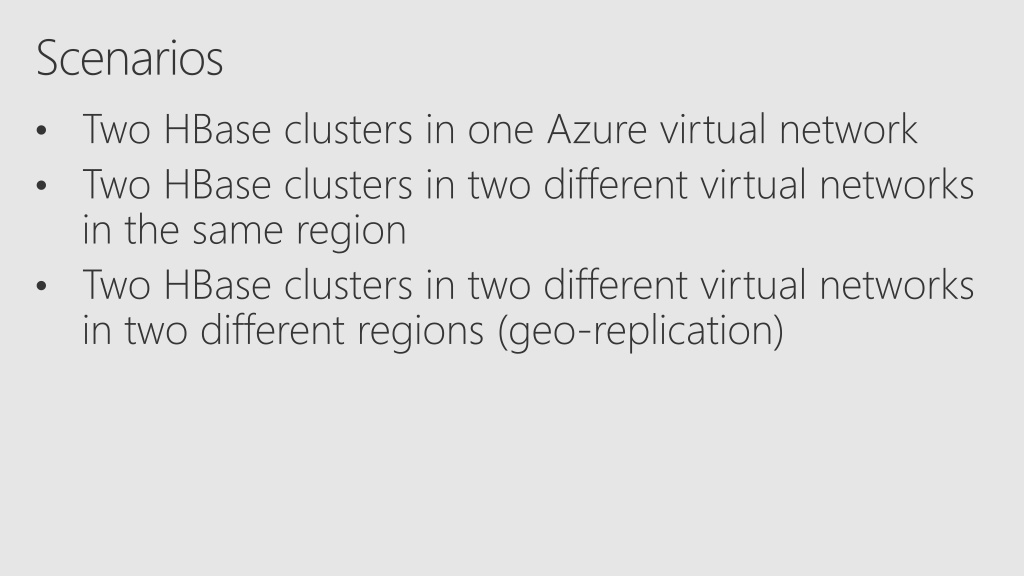 Scenarios
• Two HBase clusters in one Azure virtual network
• Two HBase clusters in two different virtual networks
in the same region
• Two HBase clusters in two different virtual networks
in two different regions (geo-replication)